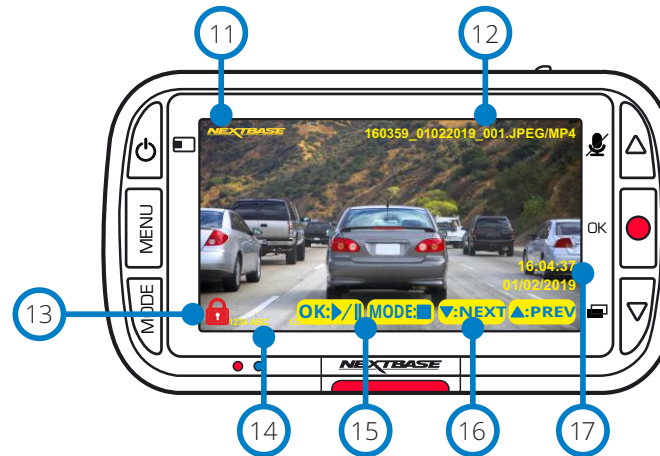 11
12
NEXTBASE
160359_01022019_001.JPEG/MP4
MENU
OK
16:04:37
01/02/2019
MODE
13
OK:▶/II
MODE:■
▼:NEXT
▲:PREV
NEXTBASE
14
15
16
17